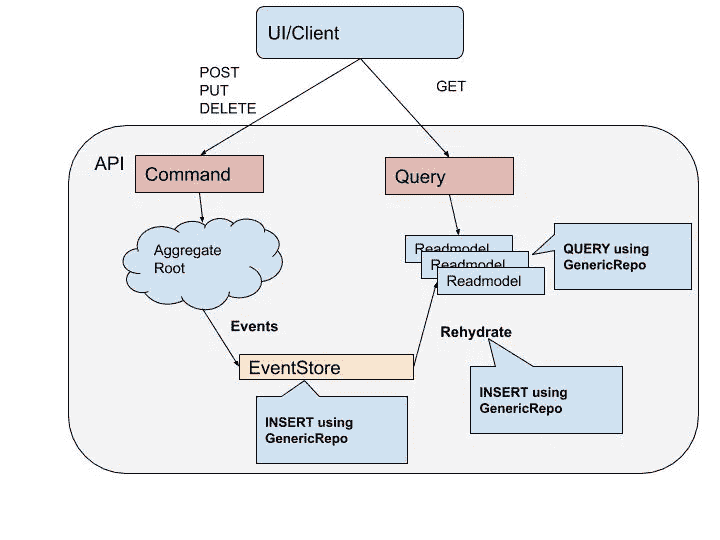 UI/Client
POST
PUT
DELETE
GET
API
Command
Query
Aggregate
Root
Readmodel
Readmodel
Readmodel
QUERY using
GenericRepo
Events
Rehydrate
EventStore
INSERT using
GenericRepo
INSERT using
GenericRepo